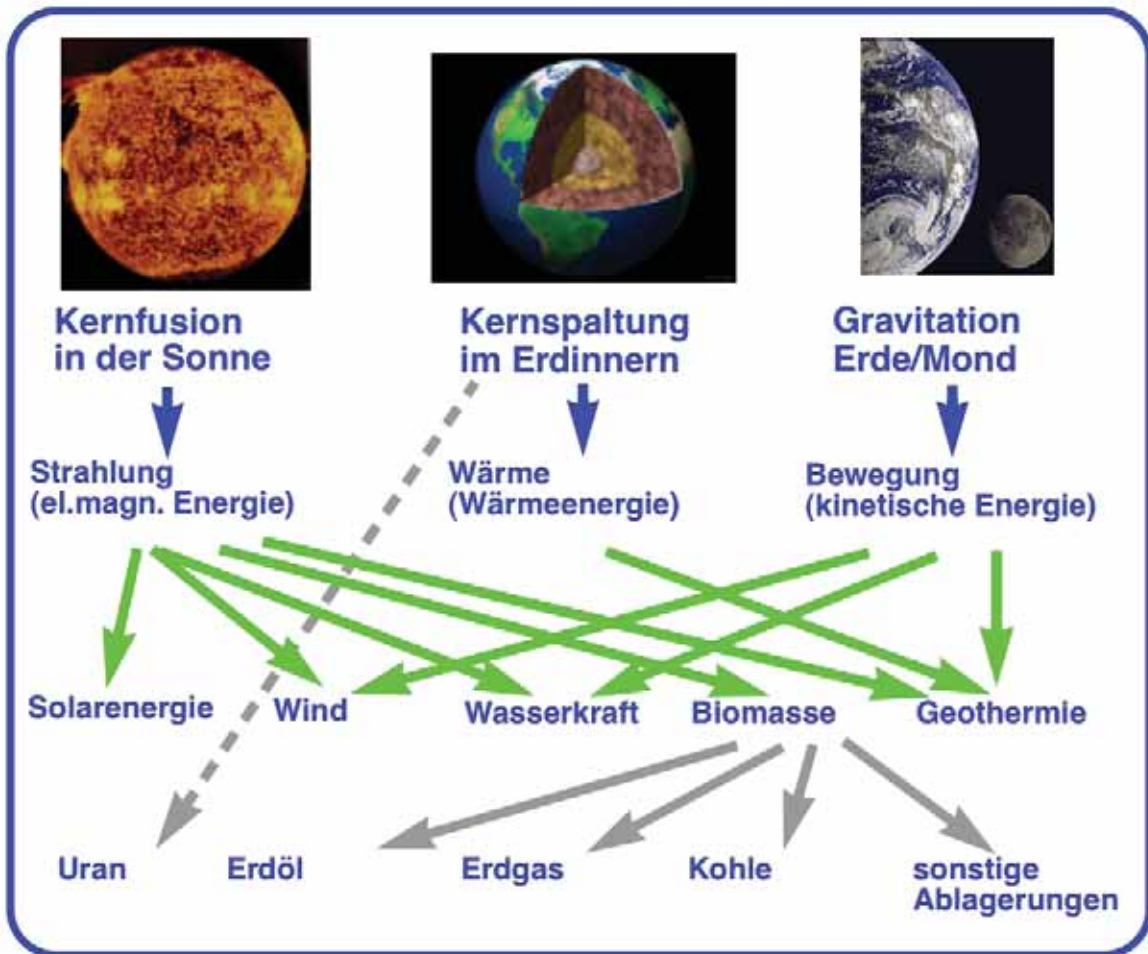 Kernfusion
in der Sonne
Kernspaltung
im Erdinnern
Gravitation
Erde/Mond
Strahlung
(el.magn. Energie)
Wärme
(Wärmeenergie)
Bewegung
(kinetische Energie)
Solarenergie
Wind
Wasserkraft
Biomasse
Geothermie
Uran
Erdöl
Erdgas
Kohle
sonstige
Ablagerungen